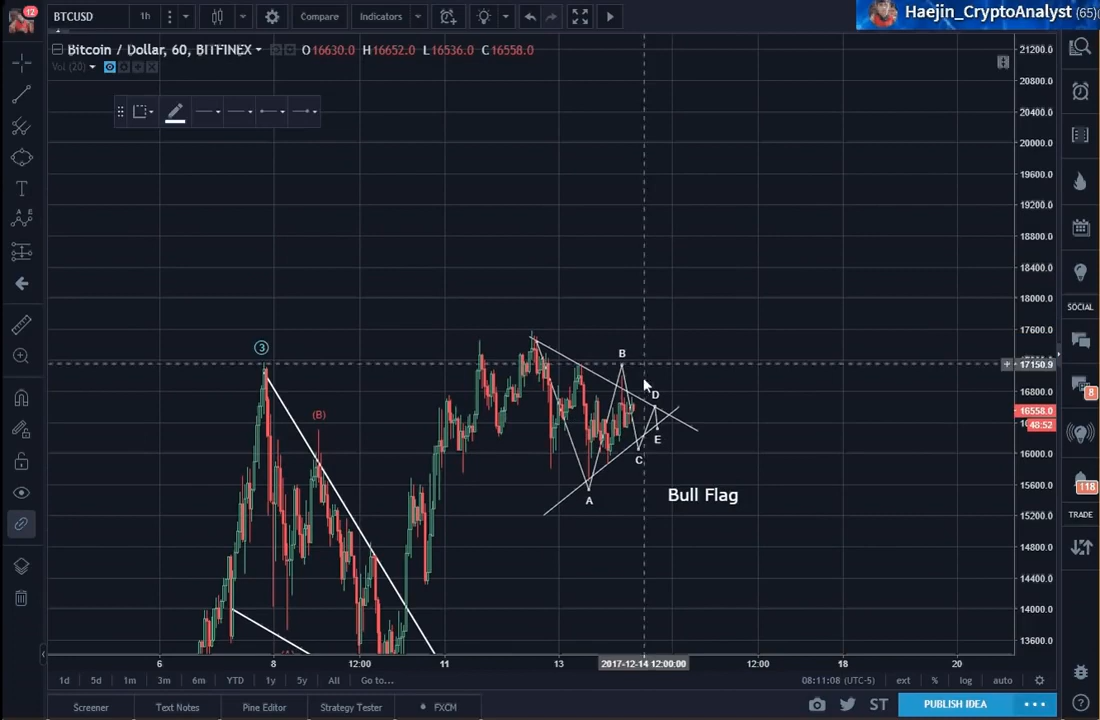 12
BTCUSD
1h
Compare
Indicators
Haejin_CryptoAnalyst (65)
Bitcoin / Dollar, 60, BITFINEX
O16630.0 H16652.0 L16536.0 C16558.0
Vol (20)
21200.0
20800.0
20400.0
20000.0
19600.0
19200.0
18800.0
18400.0
18000.0
17600.0
17150.9
16800.0
16558.0
48:52
16000.0
15600.0
15200.0
14800.0
14400.0
14000.0
13600.0
3
(B)
B
D
E
C
A
Bull Flag
SOCIAL
8
118
TRADE
6
8
12:00
11
13
2017-12-14 12:00:00
12:00
18
20
1d
5d
1m
3m
6m
YTD
1y
5y
All
Go to...
08:11:08 (UTC-5)
ext
%
log
auto
Screener
Text Notes
Pine Editor
Strategy Tester
FXCM
ST
PUBLISH IDEA